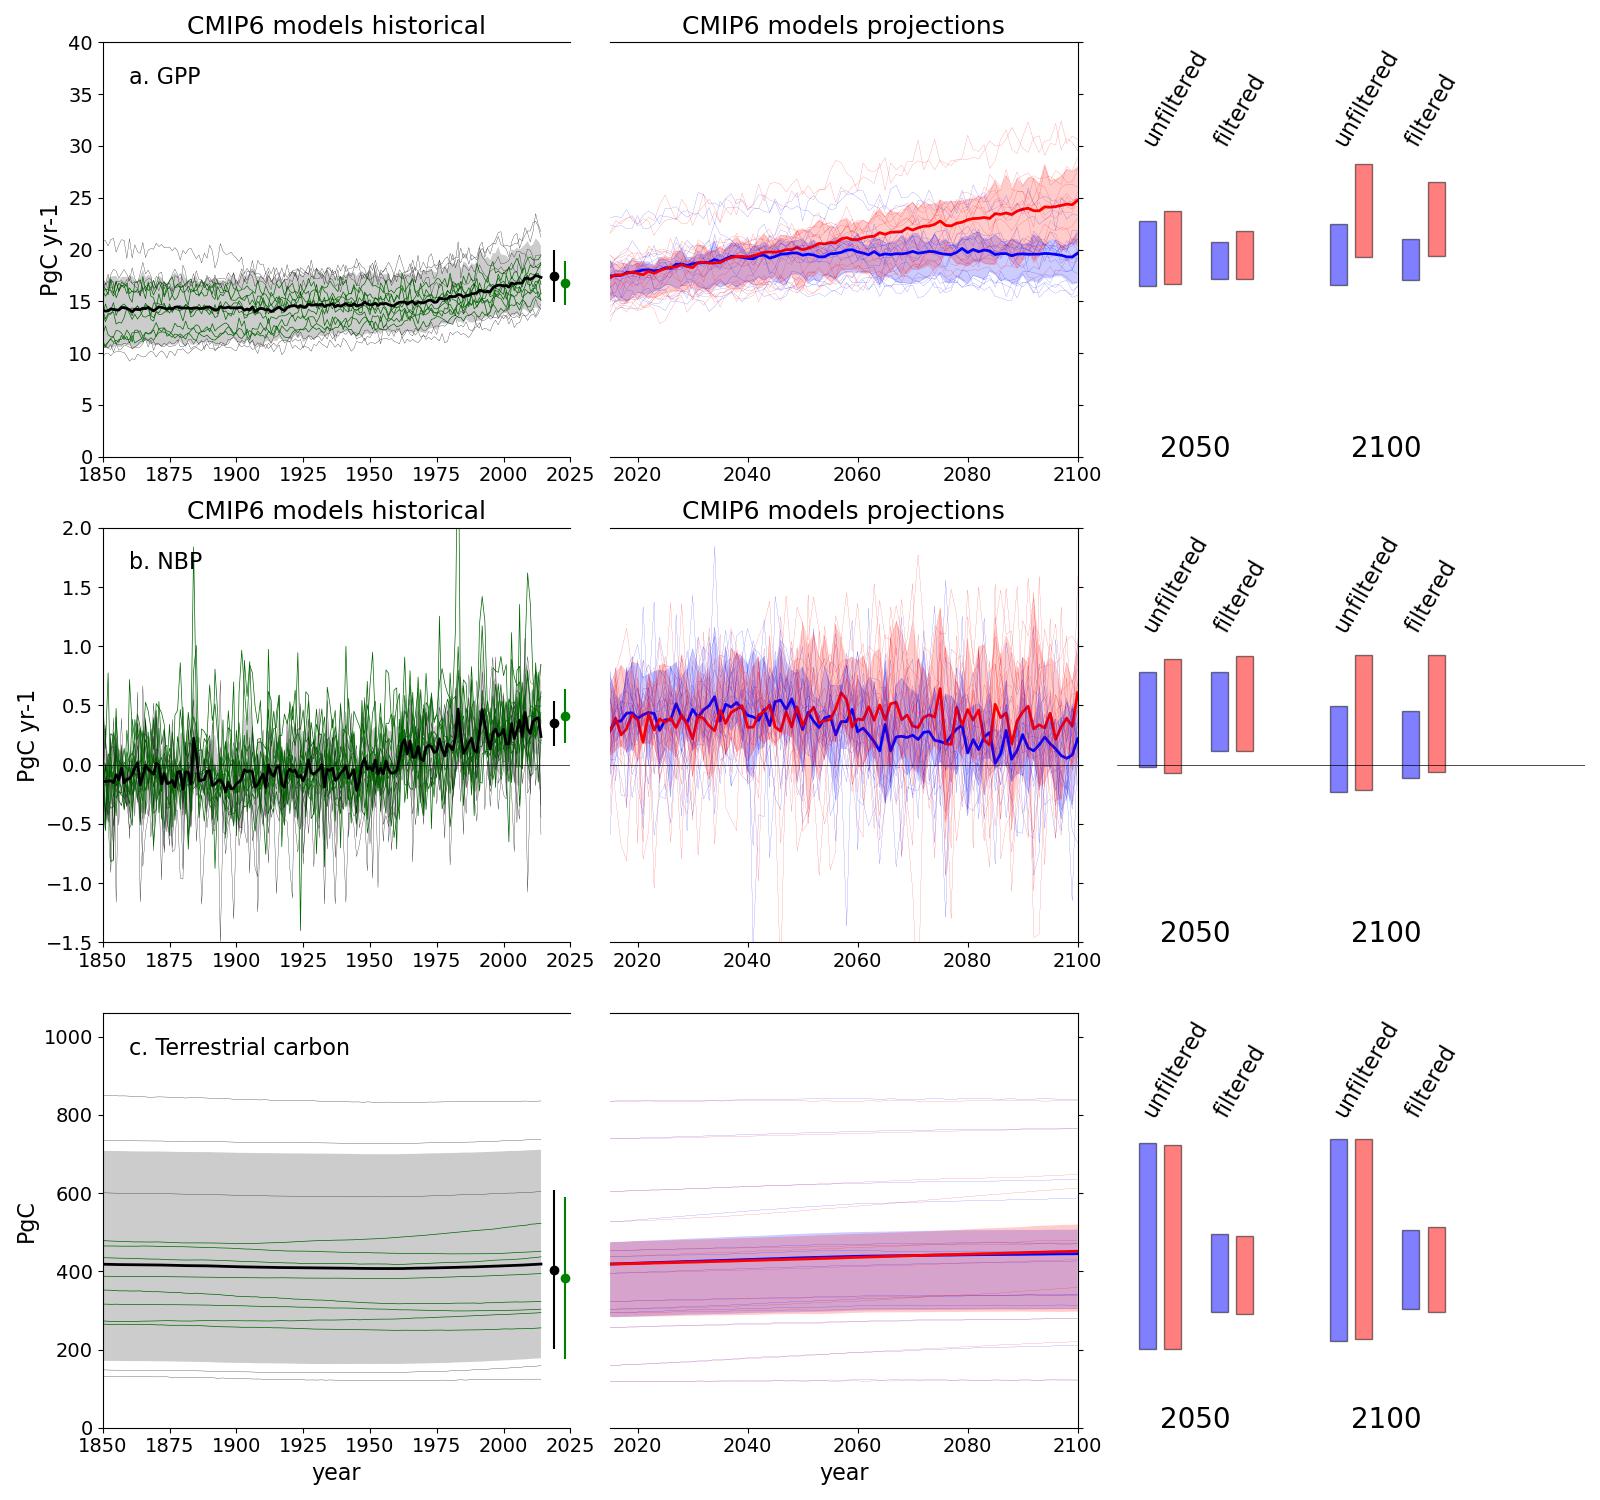 CMIP6 models historical
CMIP6 models projections
40
35
30
25
20
15
10
5
0
PgC yr-1
a. GPP
1850 1875 1900 1925 1950 1975 2000 2025
2020 2040 2060 2080 2100
unfiltered
filtered
unfiltered
filtered
2050
2100
CMIP6 models historical
CMIP6 models projections
2.0
1.5
1.0
0.5
0.0
−0.5
−1.0
−1.5
PgC yr-1
b. NBP
1850 1875 1900 1925 1950 1975 2000 2025
2020 2040 2060 2080 2100
unfiltered
filtered
unfiltered
filtered
2050
2100
1000
800
600
400
200
0
PgC
c. Terrestrial carbon
1850 1875 1900 1925 1950 1975 2000 2025
year
2020 2040 2060 2080 2100
year
unfiltered
filtered
unfiltered
filtered
2050
2100